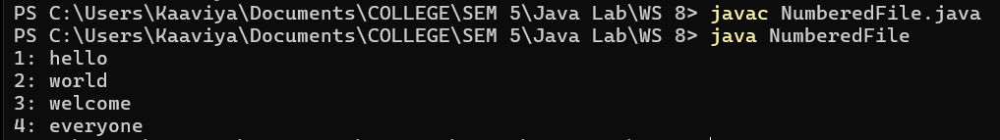 PS C:\Users\Kaaviya\Documents\COLLEGE\SEM 5\Java Lab\WS 8> javac NumberedFile.java
PS C:\Users\Kaaviya\Documents\COLLEGE\SEM 5\Java Lab\WS 8> java NumberedFile
1: hello
2: world
3: welcome
4: everyone